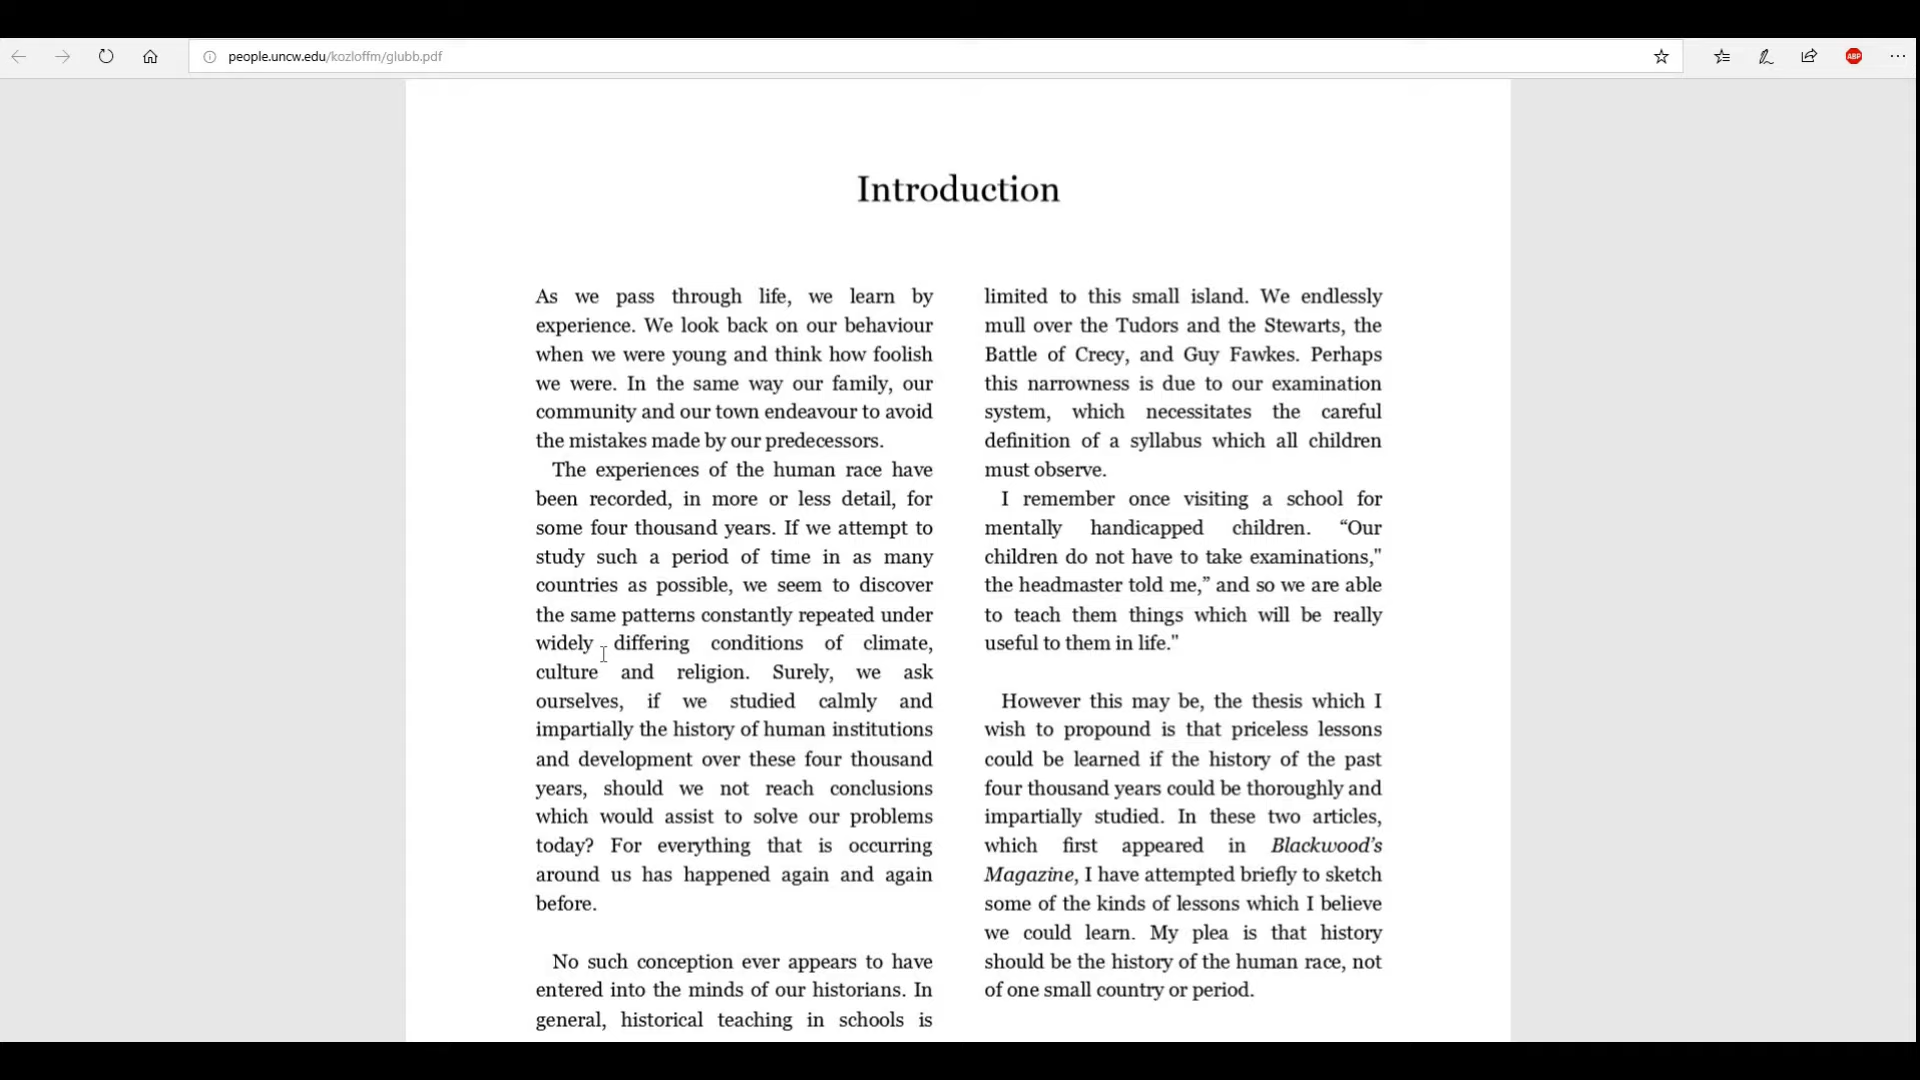 people.uncw.edu/kozloffm/glubb.pdf
ABP
Introduction
As we pass through life, we learn by
experience. We look back on our behaviour
when we were young and think how foolish
we were. In the same way our family, our
community and our town endeavour to avoid
the mistakes made by our predecessors.
The experiences of the human race have
been recorded, in more or less detail, for
some four thousand years. If we attempt to
study such a period of time in as many
countries as possible, we seem to discover
the same patterns constantly repeated under
widely differing conditions of climate,
culture and religion. Surely, we ask
ourselves, if we studied calmly and
impartially the history of human institutions
and development over these four thousand
years, should we not reach conclusions
which would assist to solve our problems
today? For everything that is occurring
around us has happened again and again
before.
No such conception ever appears to have
entered into the minds of our historians. In
general, historical teaching in schools is
limited to this small island. We endlessly
mull over the Tudors and the Stewarts, the
Battle of Crecy, and Guy Fawkes. Perhaps
this narrowness is due to our examination
system, which necessitates the careful
definition of a syllabus which all children
must observe.
I remember once visiting a school for
mentally handicapped children. “Our
children do not have to take examinations,"
the headmaster told me,” and so we are able
to teach them things which will be really
useful to them in life."
However this may be, the thesis which I
wish to propound is that priceless lessons
could be learned if the history of the past
four thousand years could be thoroughly and
impartially studied. In these two articles,
which first appeared in Blackwood’s
Magazine, I have attempted briefly to sketch
some of the kinds of lessons which I believe
we could learn. My plea is that history
should be the history of the human race, not
of one small country or period.